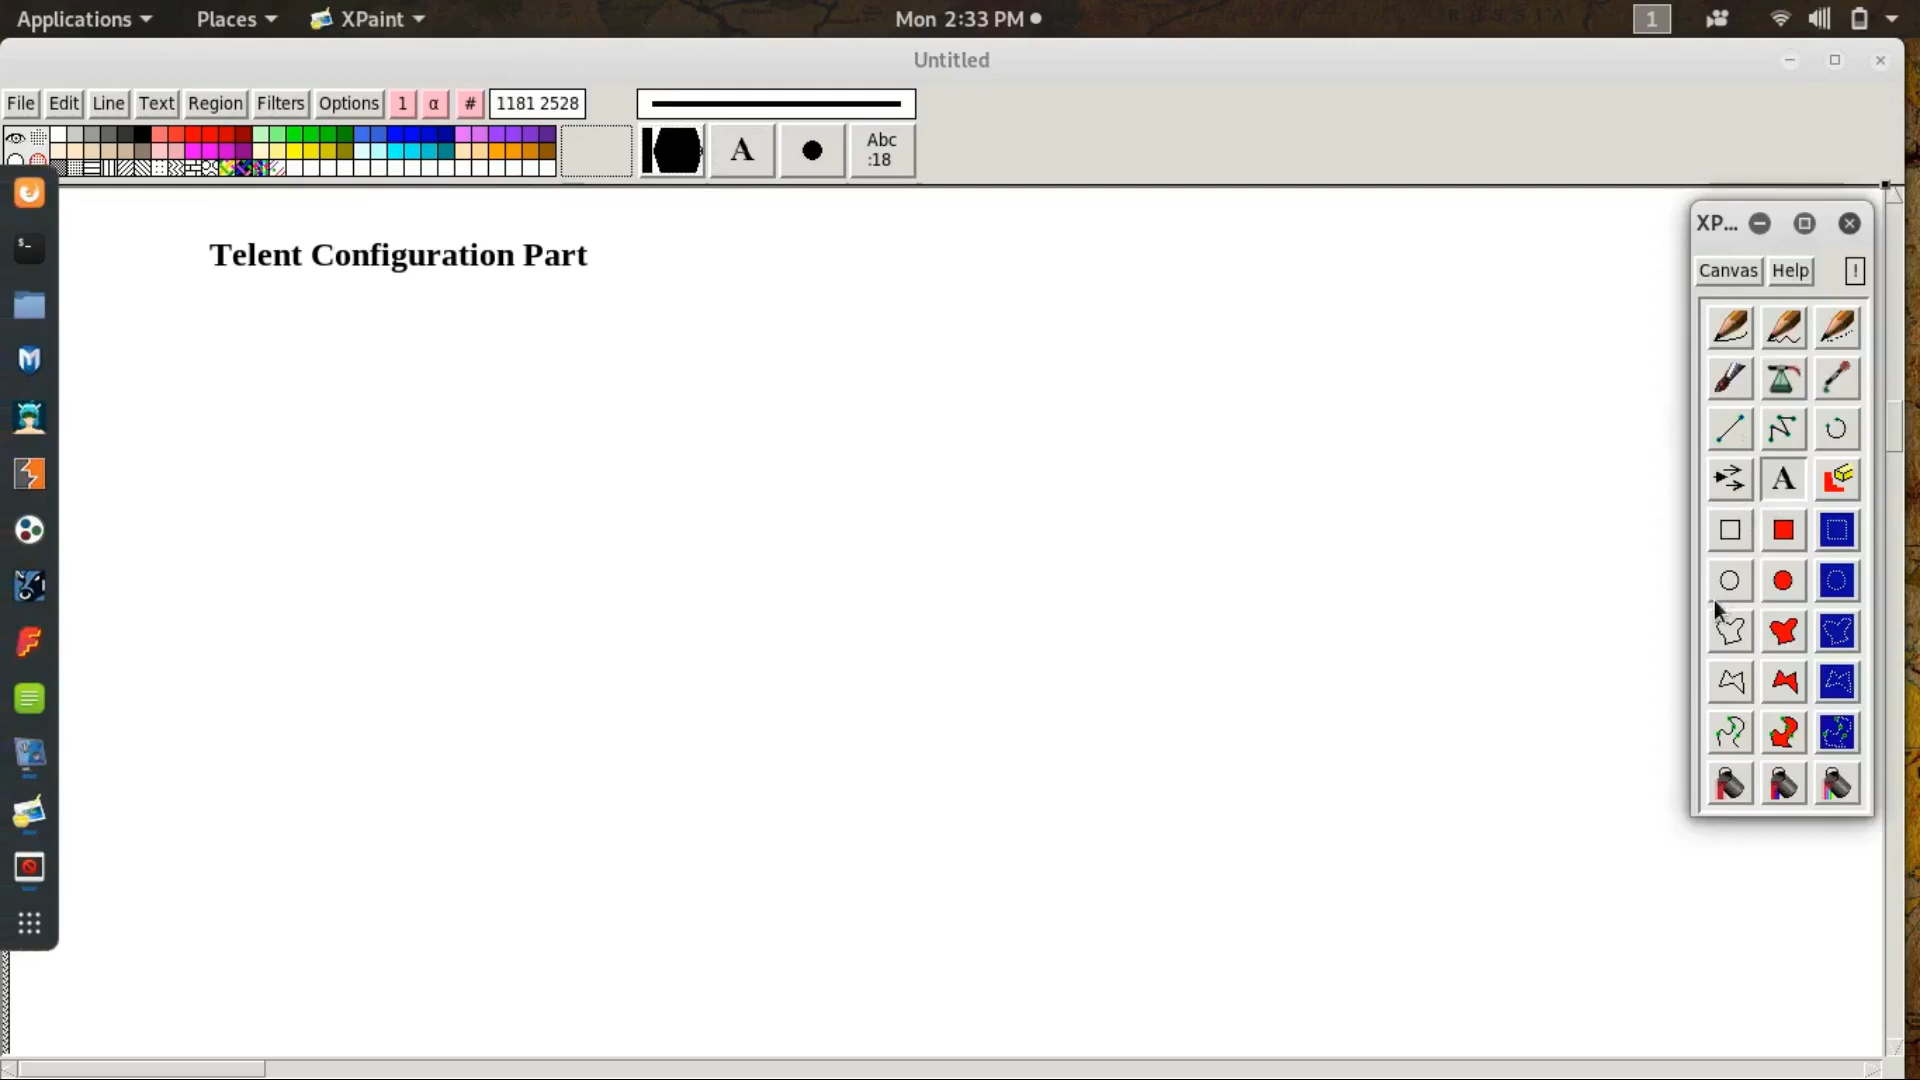 Applications Places XPaint Mon 2:33 PM 1
Untitled
File Edit Line Text Region Filters Options 1 α # 1181 2528
A Abc
:18
XP...
Canvas Help !
A
Telent Configuration Part